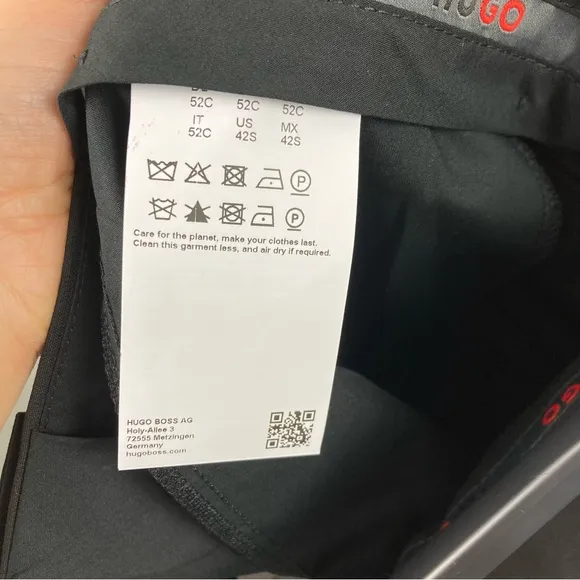 HUGO
52C 52C 52C
IT US MX
52C 42S 42S
P
P
Care for the planet, make your clothes last.
Clean this garment less, and air dry if required.
HUGO BOSS AG
Holy-Allee 3
72555 Metzingen
Germany
hugoboss.com